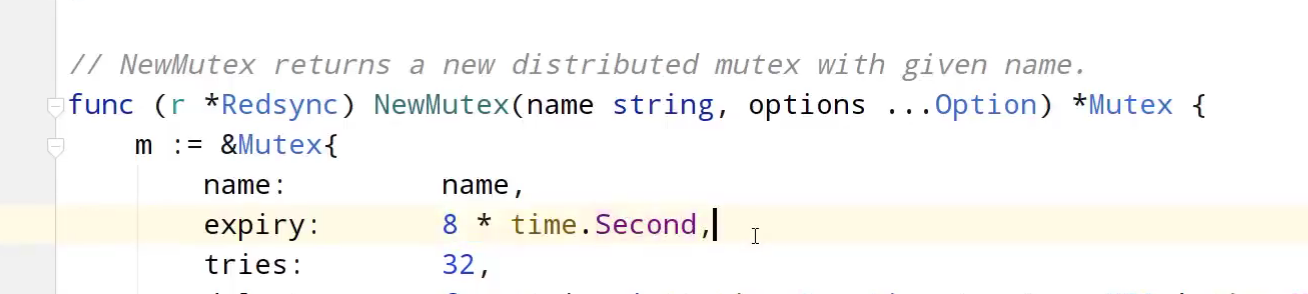 // NewMutex returns a new distributed mutex with given name.
func (r *Redsync) NewMutex(name string, options ...Option) *Mutex {
    m := &Mutex{
        name:         name,
        expiry:       8 * time.Second,
        tries:        32,